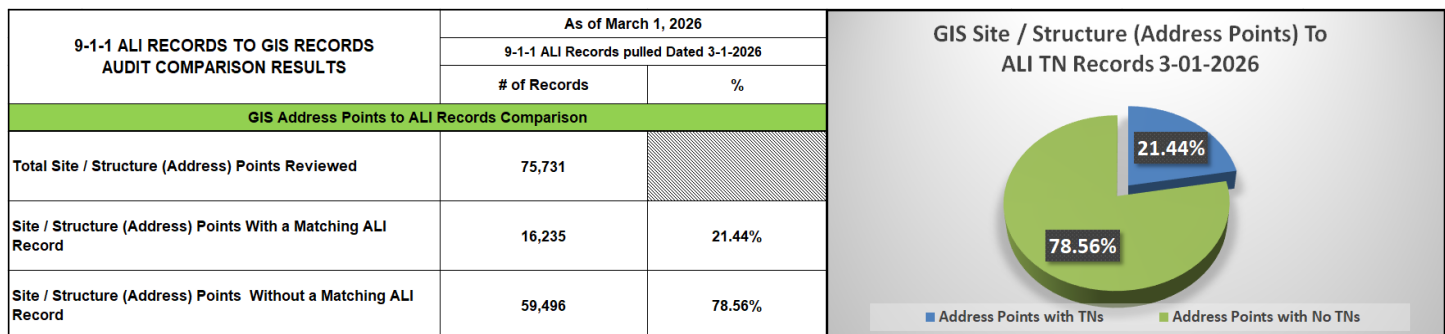 9-1-1 ALI RECORDS TO GIS RECORDS
AUDIT COMPARISON RESULTS
As of March 1, 2026
9-1-1 ALI Records pulled Dated 3-1-2026
# of Records
%
GIS Address Points to ALI Records Comparison
Total Site / Structure (Address) Points Reviewed
75,731
Site / Structure (Address) Points With a Matching ALI
Record
16,235
21.44%
Site / Structure (Address) Points  Without a Matching ALI
Record
59,496
78.56%
GIS Site / Structure (Address Points) To
ALI TN Records 3-01-2026
21.44%
78.56%
Address Points with TNs
Address Points with No TNs